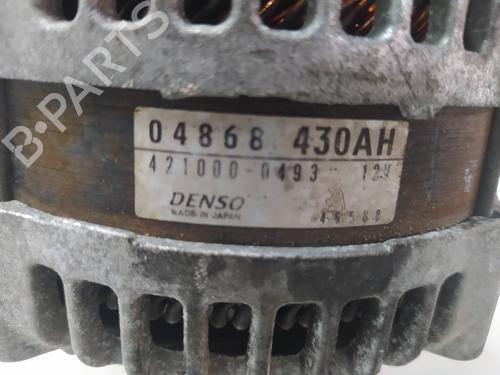 B-PARTS
04868 430AH
421000-0493 12V
DENSO
MADE IN JAPAN